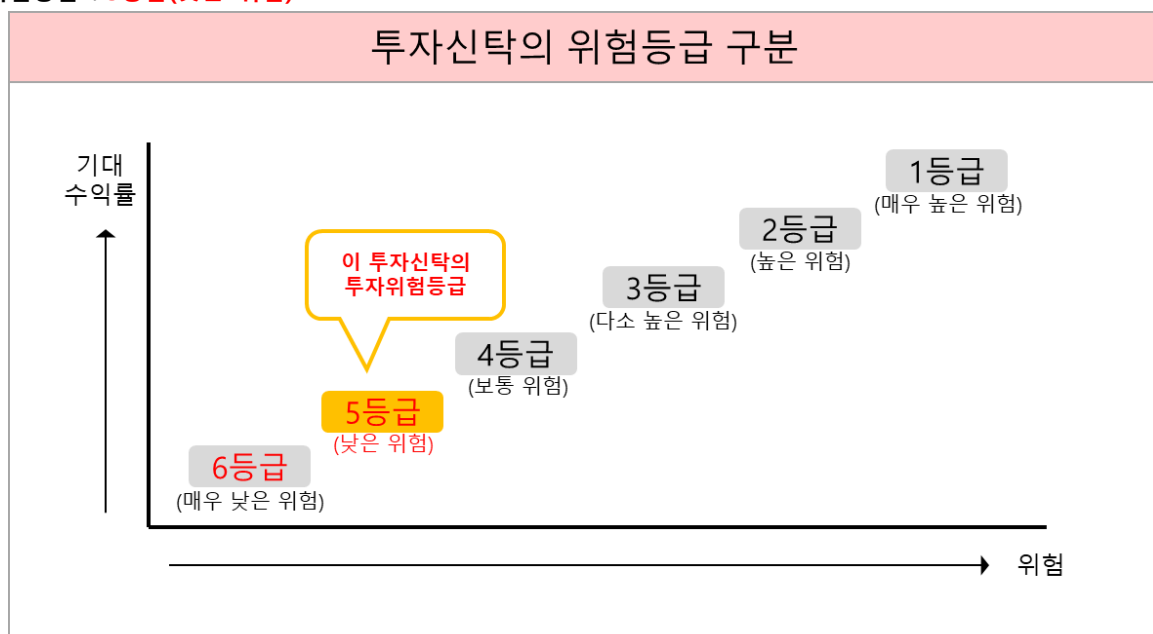 투자신탁의 위험등급 구분
기대
수익률
1등급
(매우 높은 위험)
2등급
(높은 위험)
이 투자신탁의
투자위험등급
3등급
(다소 높은 위험)
4등급
(보통 위험)
5등급
(낮은 위험)
6등급
(매우 낮은 위험)
위험